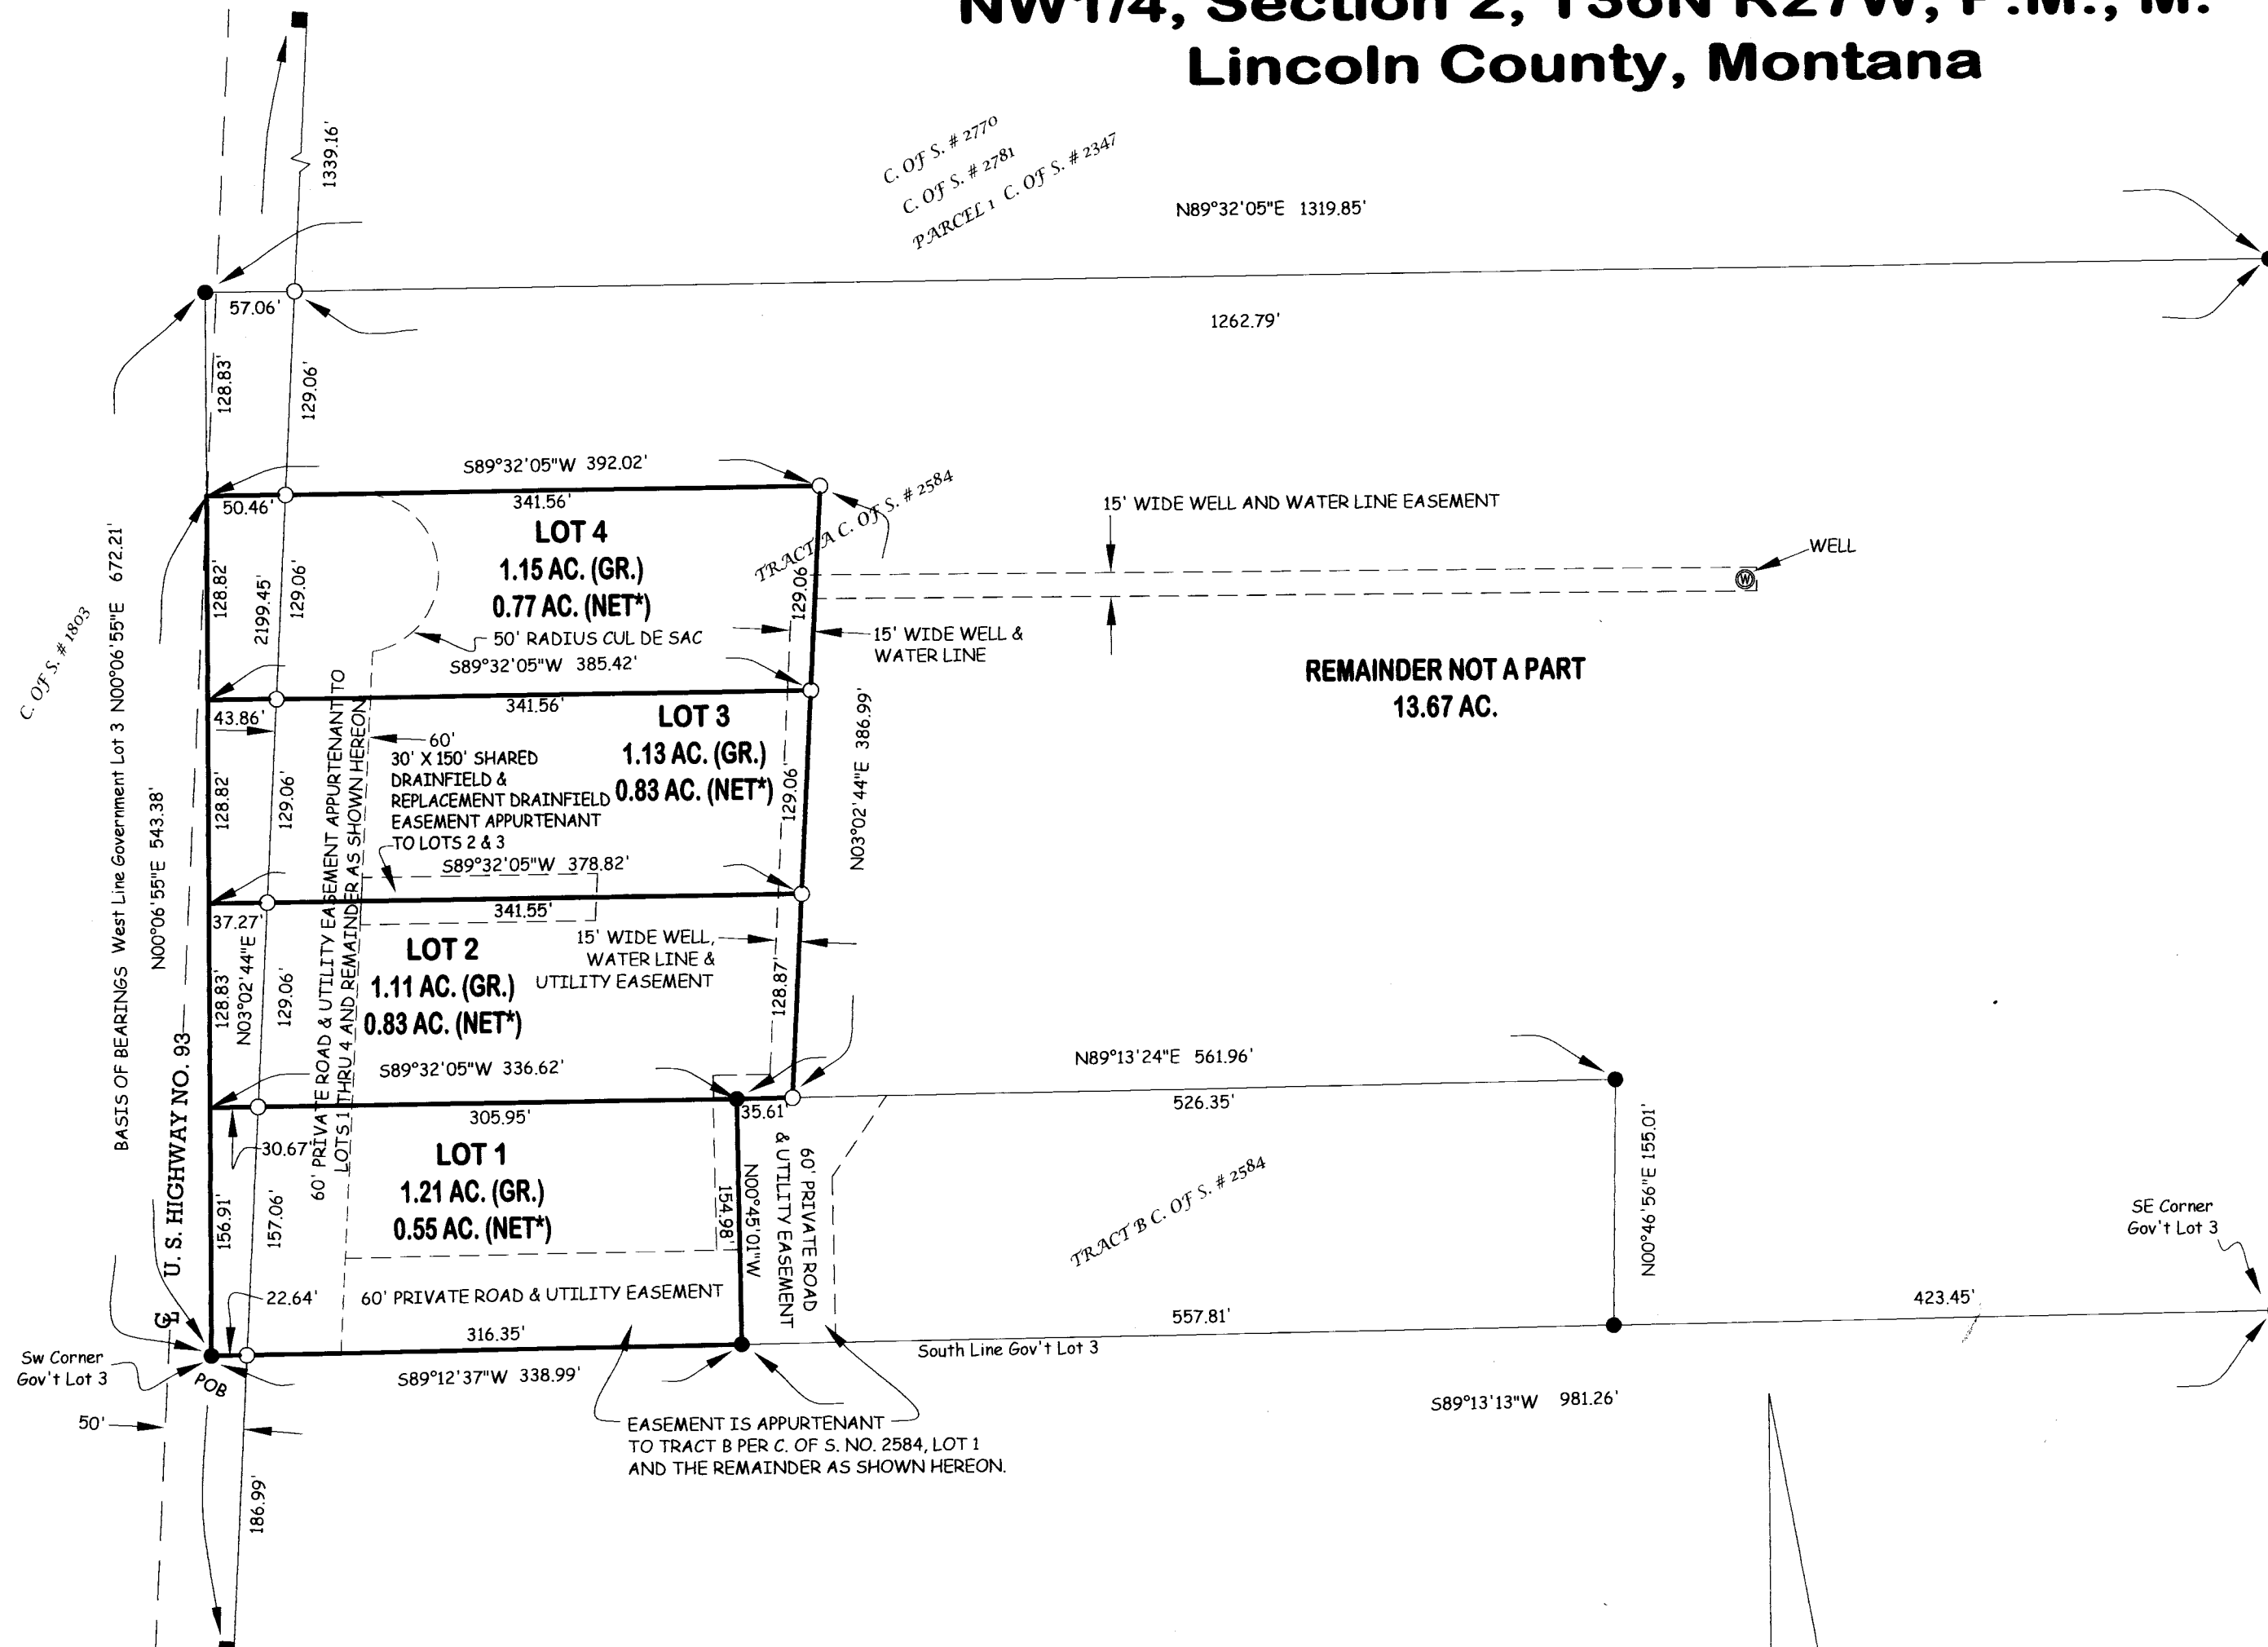 NW1/4, Section 2, T36N R27W, P.M., M.
Lincoln County, Montana
1339.16'
C. OF S. # 2770
C. OF S. # 2781
PARCEL 1 C. OF S. # 2347
N89°32'05"E 1319.85'
57.06'
1262.79'
128.83'
129.06'
S89°32'05"W 392.02'
50.46'
341.56'
LOT 4
1.15 AC. (GR.)
0.77 AC. (NET*)
TRACT A C. OF S. # 2584
15' WIDE WELL AND WATER LINE EASEMENT
WELL
W
128.82'
2199.45'
129.06'
129.06'
50' RADIUS CUL DE SAC
15' WIDE WELL &
WATER LINE
S89°32'05"W 385.42'
REMAINDER NOT A PART
13.67 AC.
C. OF S. # 1803
BASIS OF BEARINGS West Line Government Lot 3 N00°06'55"E 672.21'
N00°06'55"E 543.38'
43.86'
341.56'
LOT 3
1.13 AC. (GR.)
0.83 AC. (NET*)
60'
30' X 150' SHARED
DRAINFIELD &
REPLACEMENT DRAINFIELD
EASEMENT APPURTENANT
TO LOTS 2 & 3
128.82'
129.06'
129.06'
N03°02'44"E 386.99'
60' PRIVATE ROAD & UTILITY EASEMENT APPURTENANT TO
LOTS 1 THRU 4 AND REMAINDER AS SHOWN HEREON
S89°32'05"W 378.82'
37.27'
341.55'
LOT 2
1.11 AC. (GR.)
0.83 AC. (NET*)
15' WIDE WELL,
WATER LINE &
UTILITY EASEMENT
128.83'
N03°02'44"E
129.06'
128.87'
U. S. HIGHWAY NO. 93
CL
S89°32'05"W 336.62'
N89°13'24"E 561.96'
305.95'
35.61'
526.35'
30.67'
LOT 1
1.21 AC. (GR.)
0.55 AC. (NET*)
156.91'
157.06'
154.98'
N00°45'01"W
60' PRIVATE ROAD
& UTILITY EASEMENT
TRACT B C. OF S. # 2584
N00°46'56"E 155.01'
SE Corner
Gov't Lot 3
22.64'
60' PRIVATE ROAD & UTILITY EASEMENT
316.35'
557.81'
423.45'
South Line Gov't Lot 3
Sw Corner
Gov't Lot 3
POB
S89°12'37"W 338.99'
S89°13'13"W 981.26'
50'
EASEMENT IS APPURTENANT
TO TRACT B PER C. OF S. NO. 2584, LOT 1
AND THE REMAINDER AS SHOWN HEREON.
186.99'